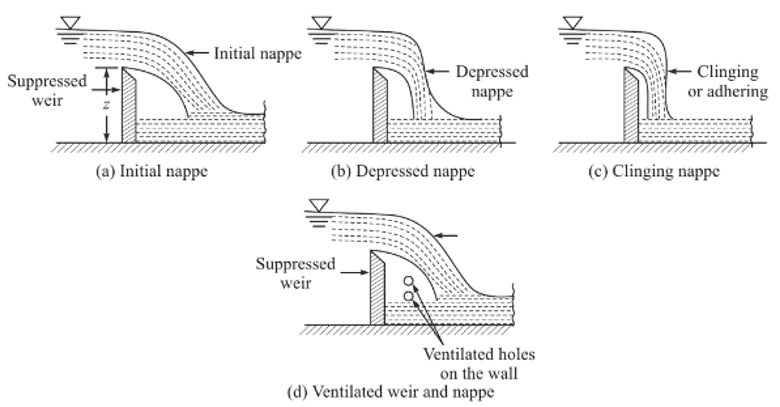 Initial nappe
Suppressed
weir
z
(a) Initial nappe
Depressed
nappe
(b) Depressed nappe
Clinging
or adhering
(c) Clinging nappe
Suppressed
weir
Ventilated holes
on the wall
(d) Ventilated weir and nappe